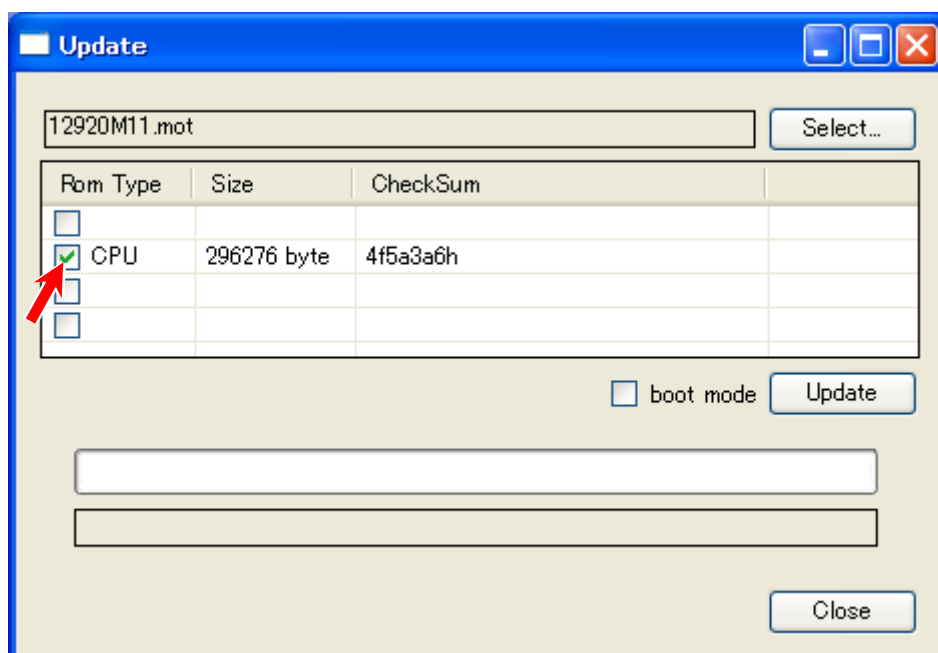 Update
12920M11.mot Select...
Rom Type Size CheckSum
CPU 296276 byte 4f5a3a6h
boot mode Update
Close